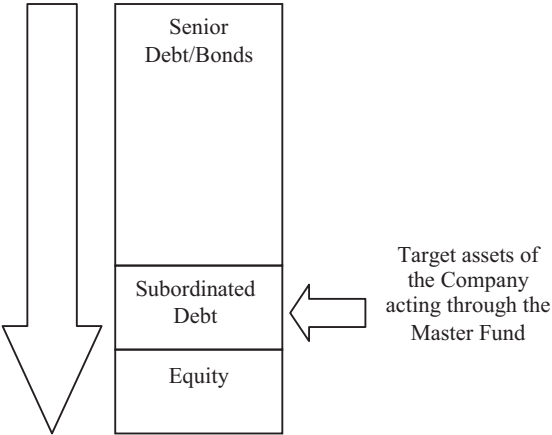 Senior
Debt/Bonds
Subordinated
Debt
Equity
Target assets of
the Company
acting through the
Master Fund